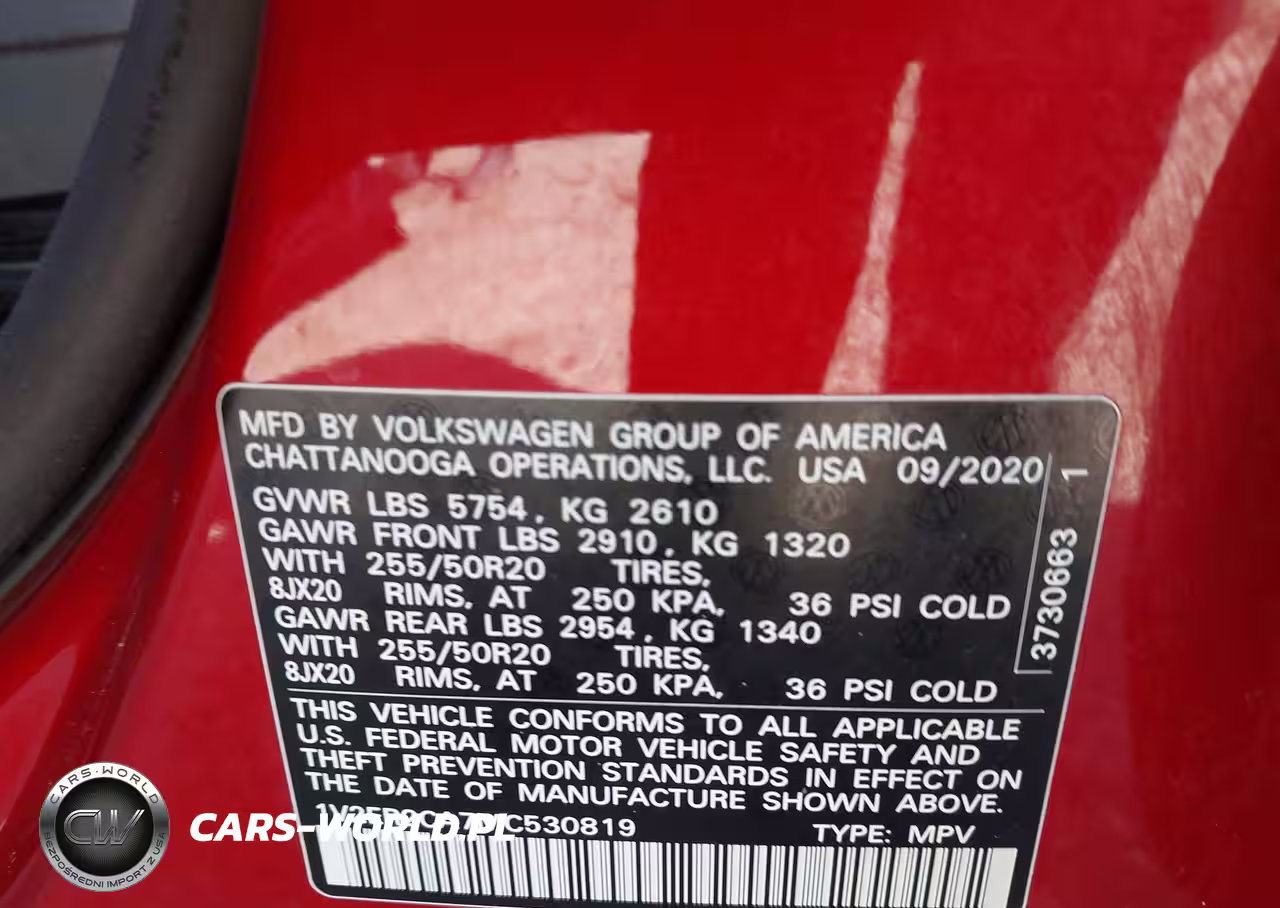 MFD BY VOLKSWAGEN GROUP OF AMERICA
CHATTANOOGA OPERATIONS, LLC. USA 09/2020
GVWR LBS 5754, KG 2610
GAWR FRONT LBS 2910, KG 1320
WITH 255/50R20 TIRES,
8JX20 RIMS, AT 250 KPA, 36 PSI COLD
GAWR REAR LBS 2954, KG 1340
WITH 255/50R20 TIRES,
8JX20 RIMS, AT 250 KPA, 36 PSI COLD
3730663 1
THIS VEHICLE CONFORMS TO ALL APPLICABLE
U.S. FEDERAL MOTOR VEHICLE SAFETY AND
THEFT PREVENTION STANDARDS IN EFFECT ON
THE DATE OF MANUFACTURE SHOWN ABOVE.
C530819 TYPE: MPV
CARS-WORLD.PL
CARS-WORLD
CW
BEZPOŚREDNI IMPORT Z USA